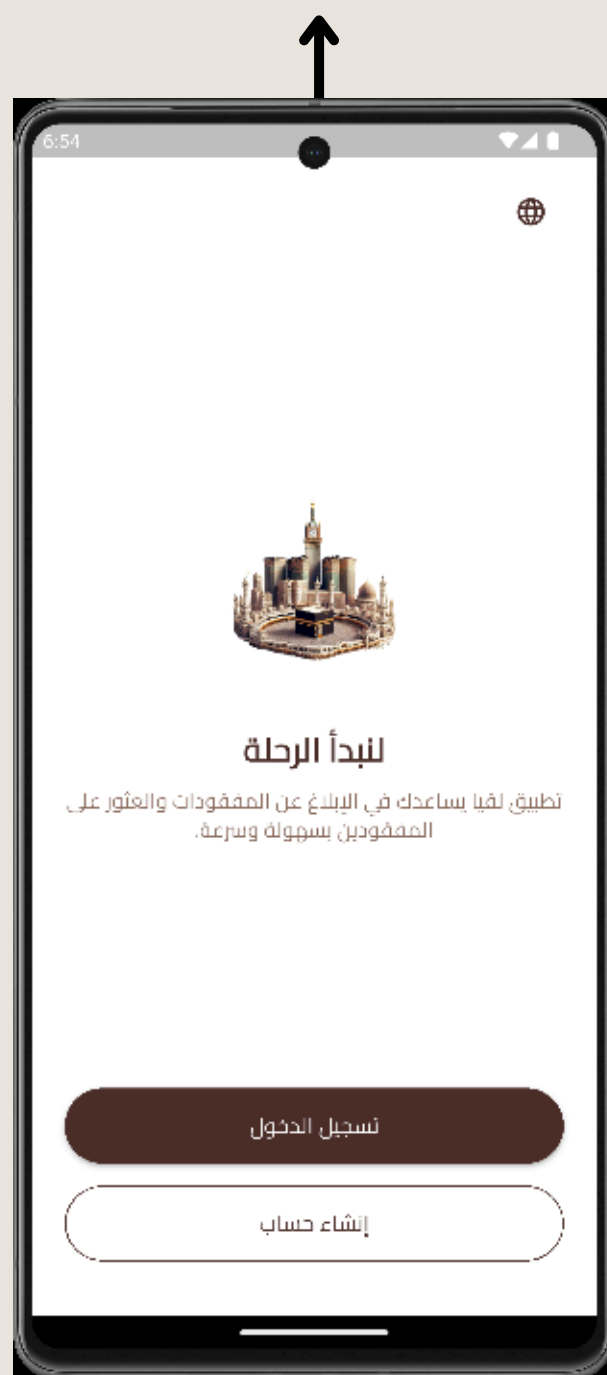 6:54
لنبدأ الرحلة
تطبيق لقيا يساعدك في الإبلاغ عن المفقودات والعثور على
المفقودين بسهولة وسرعة.
تسجيل الدخول
إنشاء حساب